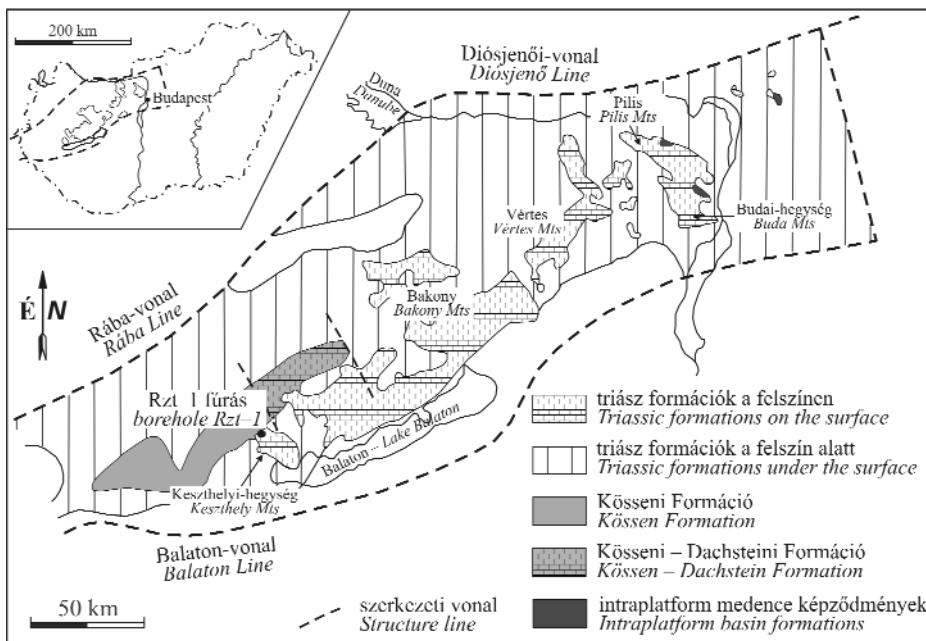 200 km
Budapest
Diósjenői-vonal
Diósjenő Line
Duna
Danube
Pilis
Pilis Mts
Vértes
Vértes Mts
Budai-hegység
Buda Mts
É N
Rába-vonal
Rába Line
Bakony
Bakony Mts
Rzt–1 fúrás
borehole Rzt–1
Balaton ... Lake Balaton
Keszthelyi-hegység
Keszthely Mts
Balaton-vonal
Balaton Line
50 km
szerkezeti vonal
Structure line
triász formációk a felszínen
Triassic formations on the surface
triász formációk a felszín alatt
Triassic formations under the surface
Kösseni Formáció
Kössen Formation
Kösseni – Dachsteini Formáció
Kössen – Dachstein Formation
intraplatform medence képződmények
Intraplatform basin formations